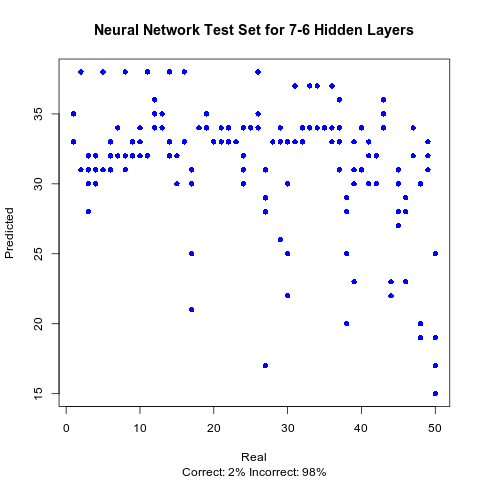 Neural Network Test Set for 7-6 Hidden Layers
Predicted
35
30
25
20
15
0 10 20 30 40 50
Real
Correct: 2% Incorrect: 98%